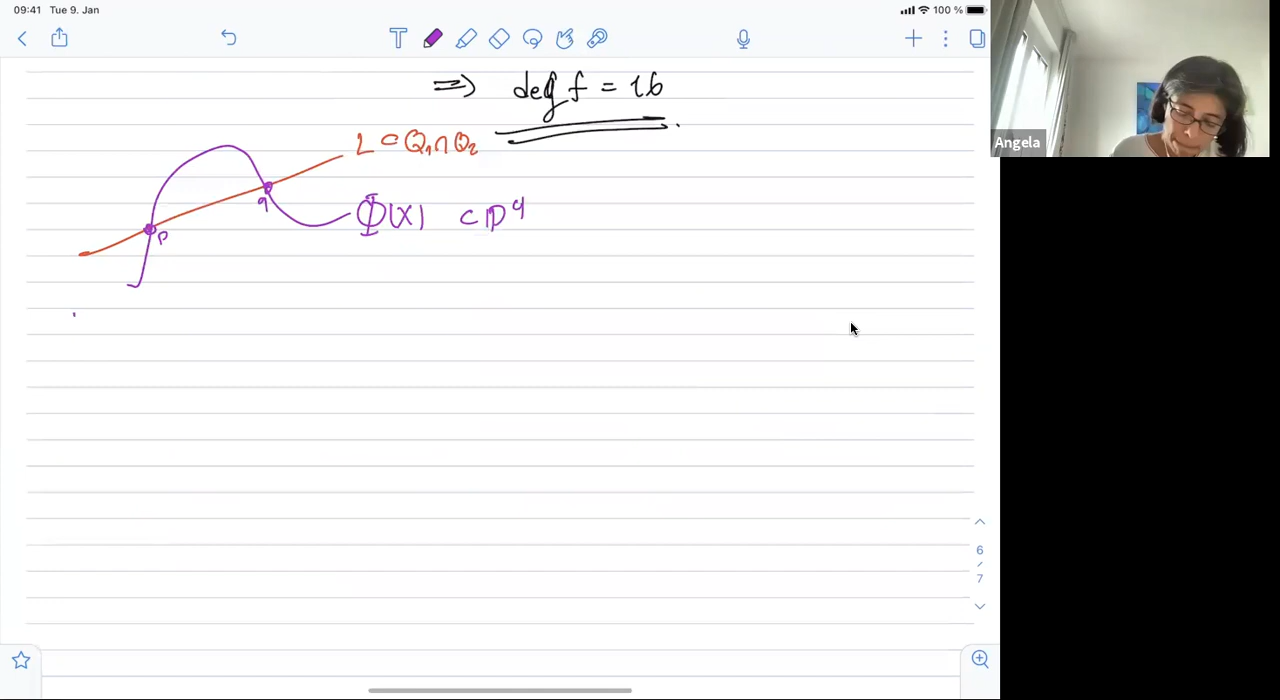 09:41 Tue 9. Jan
100 %
⇒ deg f = 16
L ⊂ Q₁∩Q₂
q
Φ(X) ⊂ ℙ⁴
p
Angela
6
/
7